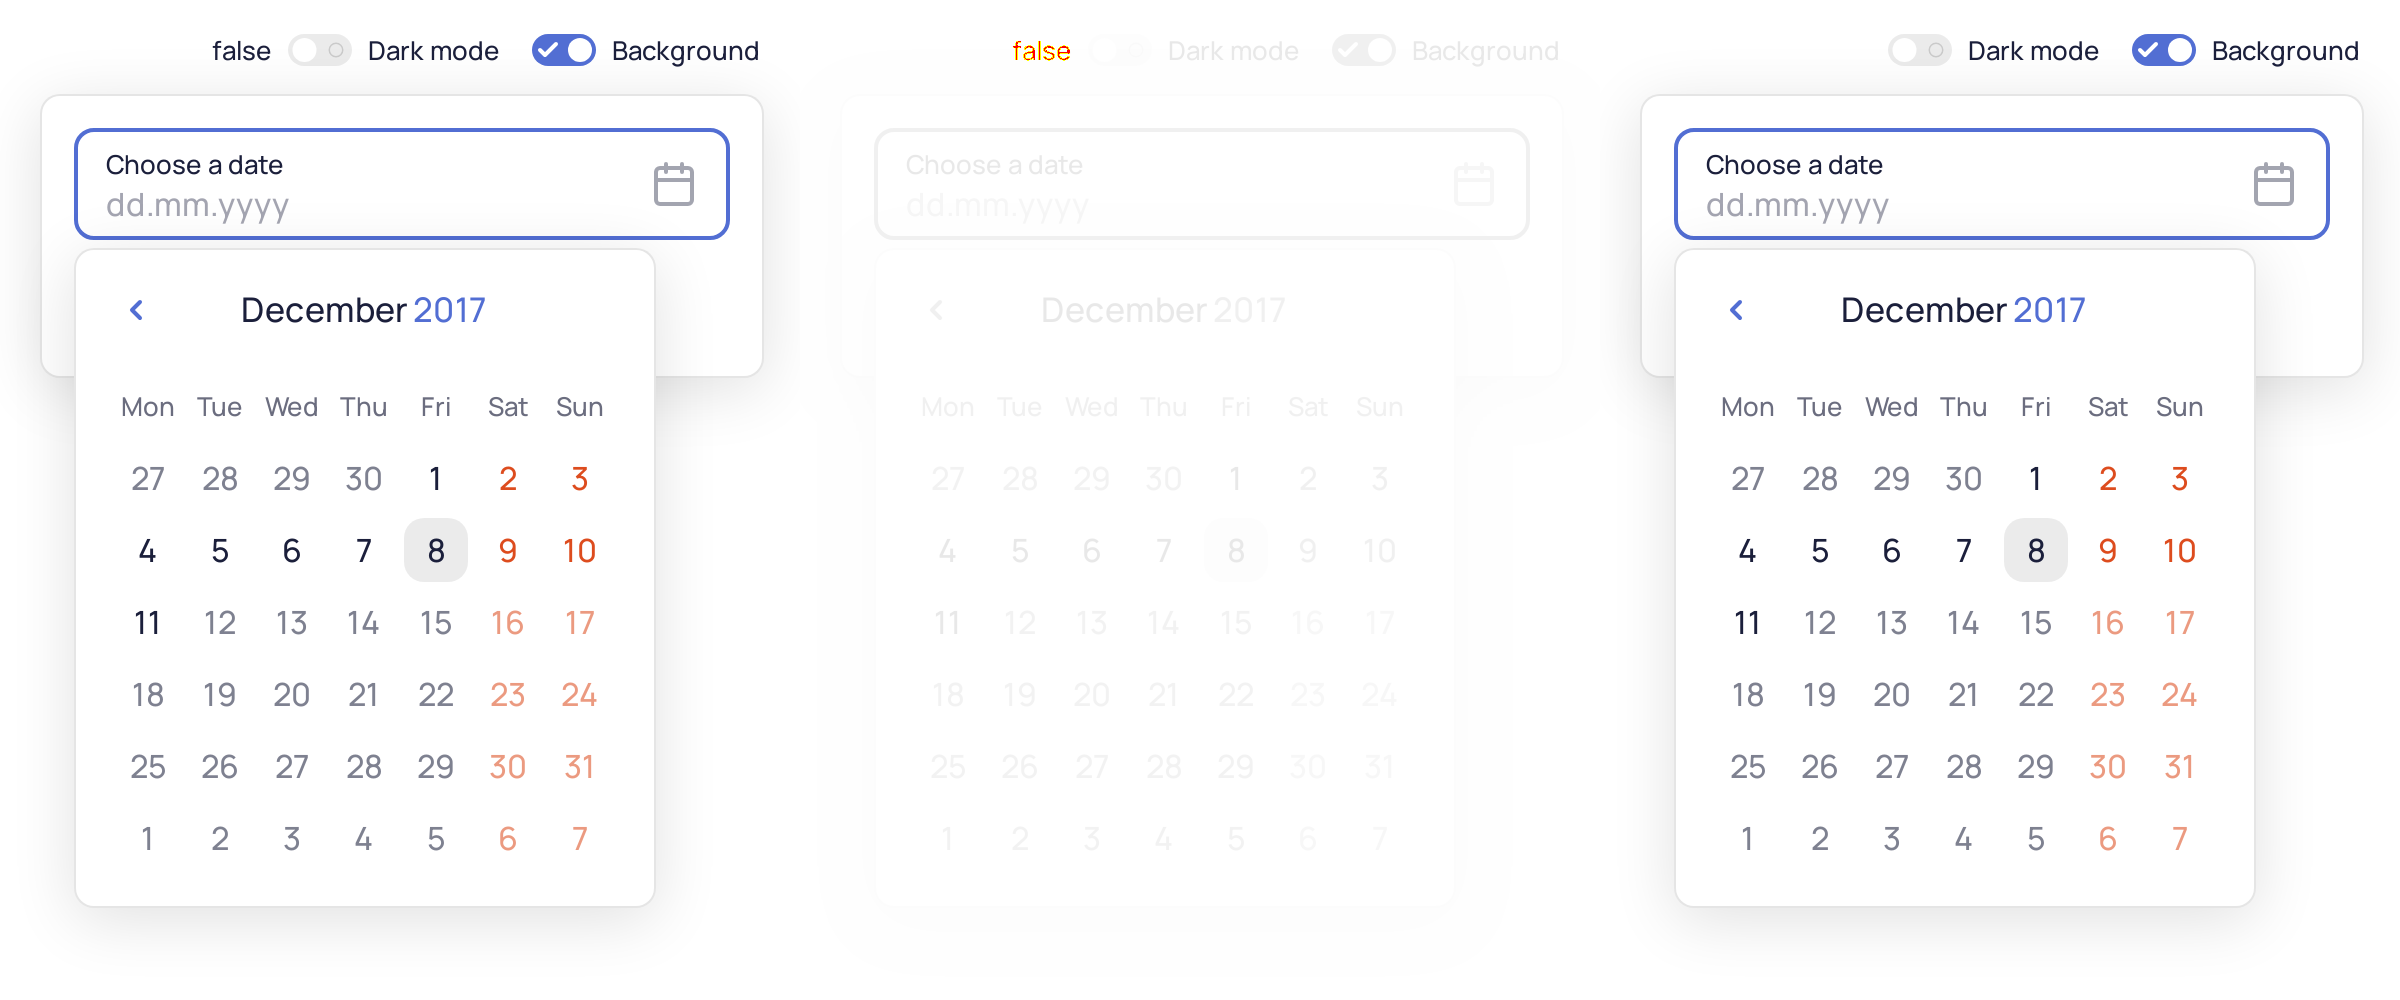 false Dark mode Background
Choose a date
dd.mm.yyyy
December 2017
Mon Tue Wed Thu Fri Sat Sun
27 28 29 30 1 2 3
4 5 6 7 8 9 10
11 12 13 14 15 16 17
18 19 20 21 22 23 24
25 26 27 28 29 30 31
1 2 3 4 5 6 7
false Dark mode Background
Choose a date
dd.mm.yyyy
December 2017
Mon Tue Wed Thu Fri Sat Sun
27 28 29 30 1 2 3
4 5 6 7 8 9 10
11 12 13 14 15 16 17
18 19 20 21 22 23 24
25 26 27 28 29 30 31
1 2 3 4 5 6 7
Dark mode Background
Choose a date
dd.mm.yyyy
December 2017
Mon Tue Wed Thu Fri Sat Sun
27 28 29 30 1 2 3
4 5 6 7 8 9 10
11 12 13 14 15 16 17
18 19 20 21 22 23 24
25 26 27 28 29 30 31
1 2 3 4 5 6 7